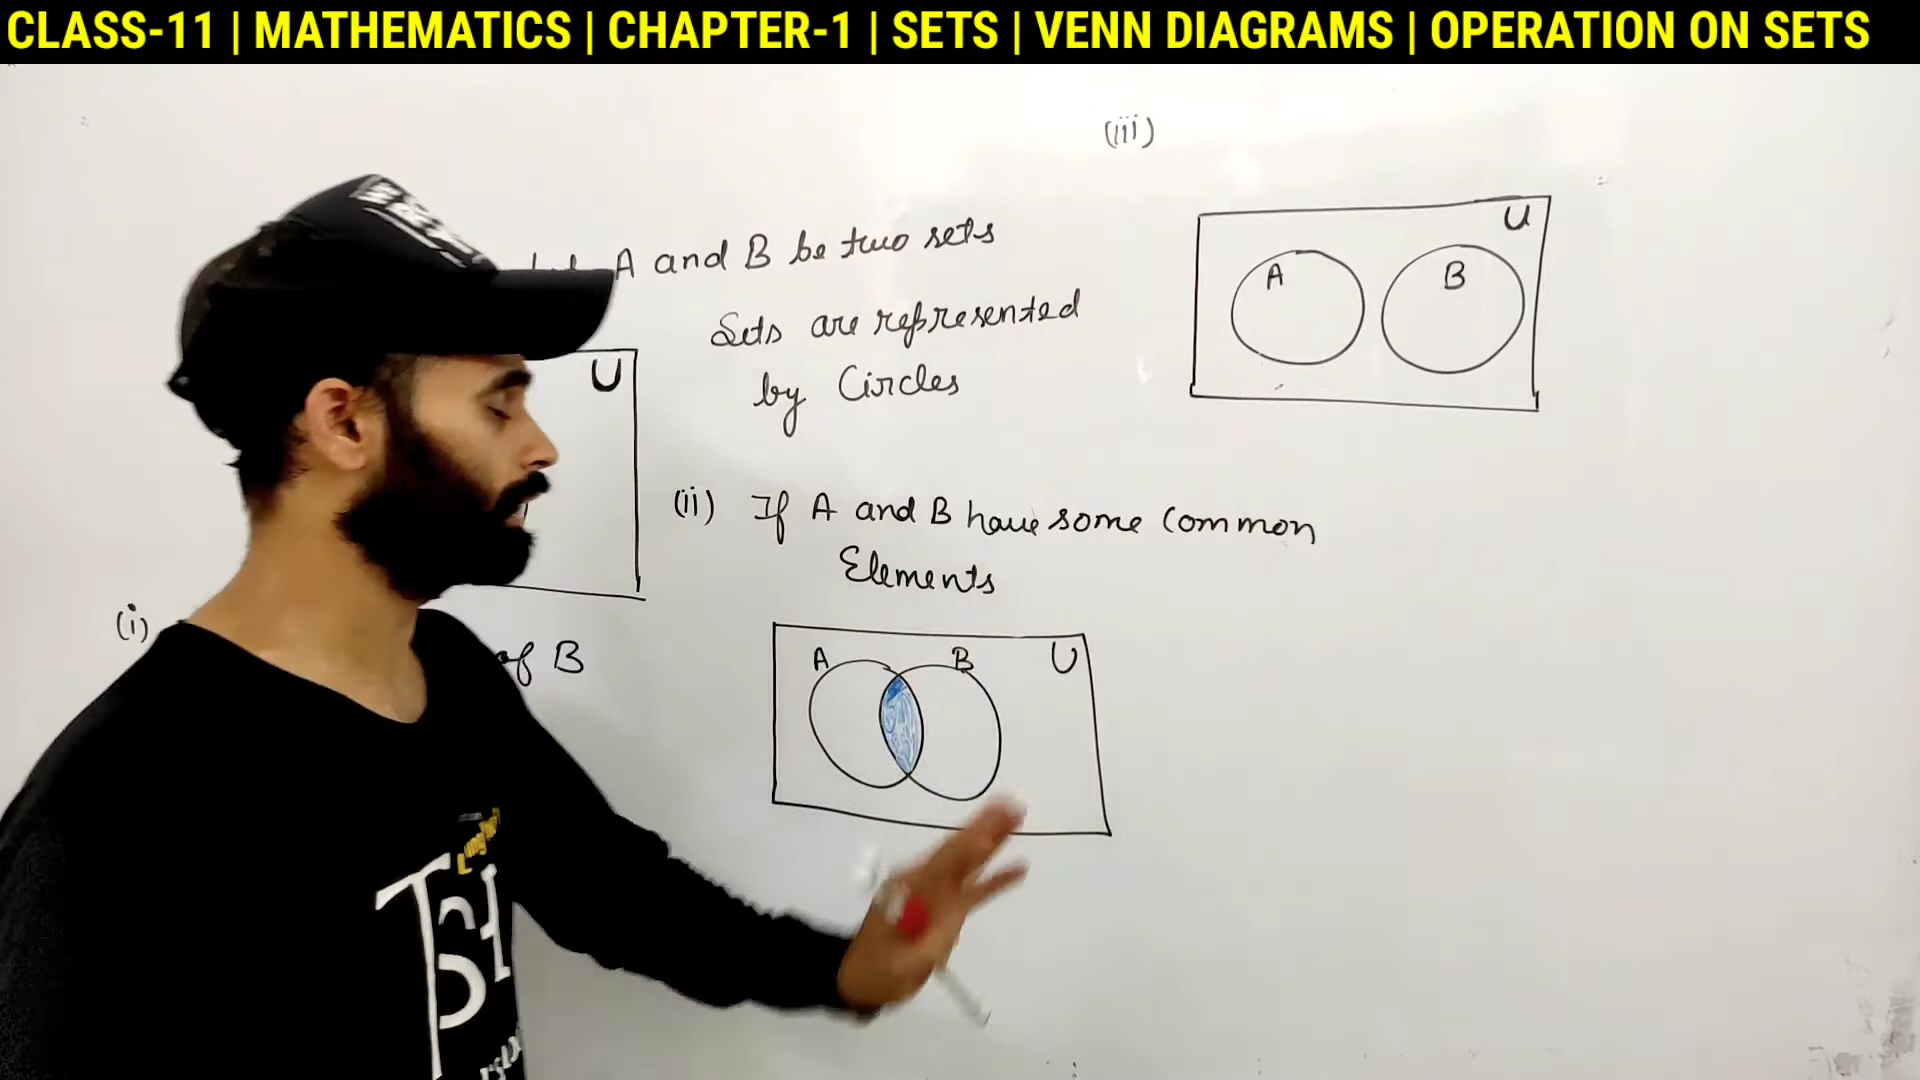 CLASS-11 | MATHEMATICS | CHAPTER-1 | SETS | VENN DIAGRAMS | OPERATION ON SETS
(iii)
U
A
B
A and B be two sets
Sets are represented
by Circles
U
(ii) If A and B have some common
Elements
(i)
of B
A
B
U